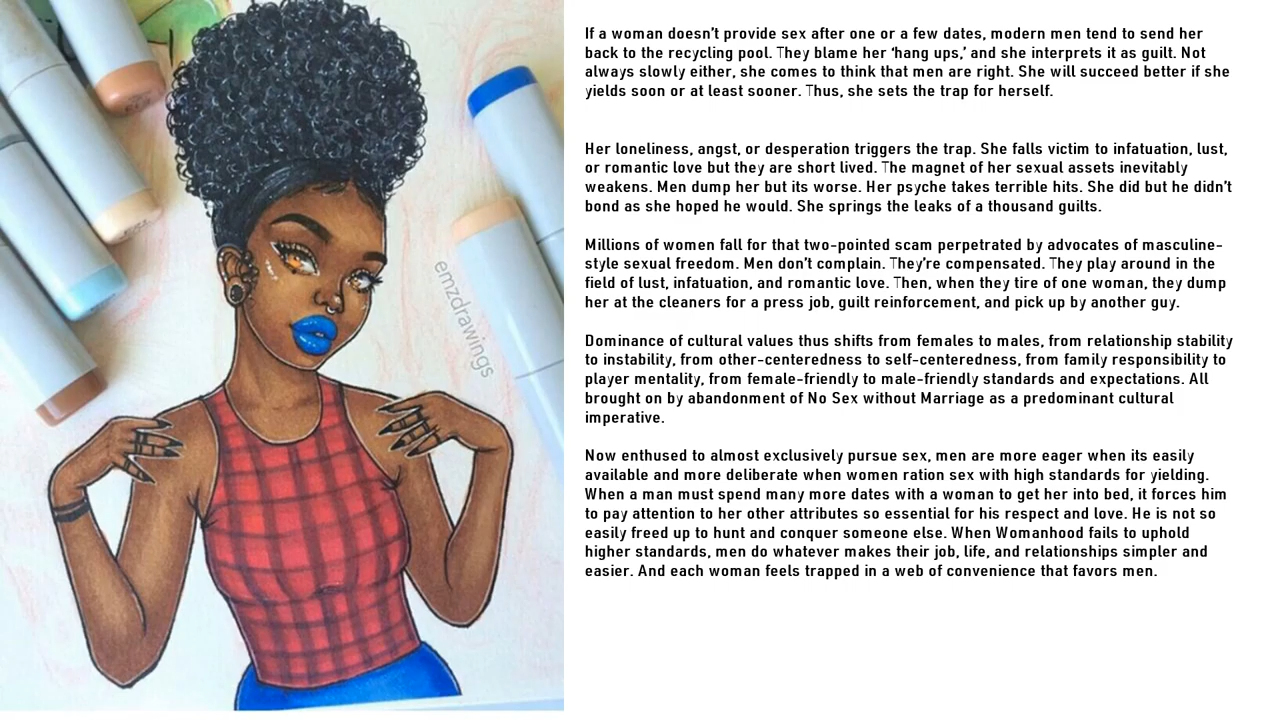 If a woman doesn't provide sex after one or a few dates, modern men tend to send her
back to the recycling pool. They blame her 'hang ups,' and she interprets it as guilt. Not
always slowly either, she comes to think that men are right. She will succeed better if she
yields soon or at least sooner. Thus, she sets the trap for herself.
Her loneliness, angst, or desperation triggers the trap. She falls victim to infatuation, lust,
or romantic love but they are short lived. The magnet of her sexual assets inevitably
weakens. Men dump her but its worse. Her psyche takes terrible hits. She did but he didn't
bond as she hoped he would. She springs the leaks of a thousand guilts.
Millions of women fall for that two-pointed scam perpetrated by advocates of masculine-
style sexual freedom. Men don't complain. They're compensated. They play around in the
field of lust, infatuation, and romantic love. Then, when they tire of one woman, they dump
her at the cleaners for a press job, guilt reinforcement, and pick up by another guy.
Dominance of cultural values thus shifts from females to males, from relationship stability
to instability, from other-centeredness to self-centeredness, from family responsibility to
player mentality, from female-friendly to male-friendly standards and expectations. All
brought on by abandonment of No Sex without Marriage as a predominant cultural
imperative.
Now enthused to almost exclusively pursue sex, men are more eager when its easily
available and more deliberate when women ration sex with high standards for yielding.
When a man must spend many more dates with a woman to get her into bed, it forces him
to pay attention to her other attributes so essential for his respect and love. He is not so
easily freed up to hunt and conquer someone else. When Womanhood fails to uphold
higher standards, men do whatever makes their job, life, and relationships simpler and
easier. And each woman feels trapped in a web of convenience that favors men.
emzdrawings